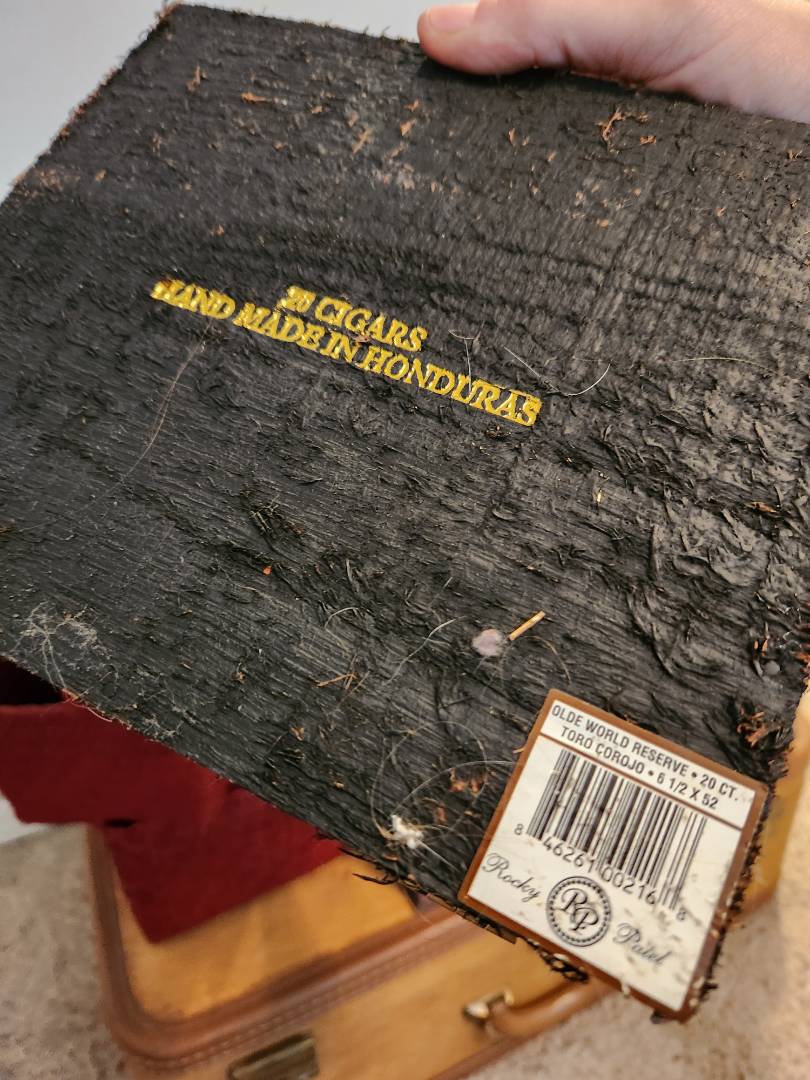 20 CIGARS
HAND MADE IN HONDURAS
OLDE WORLD RESERVE • 20 CT.
TORO COROJO • 6 1/2 X 52
8 46261 00216 8
Rocky RP Patel